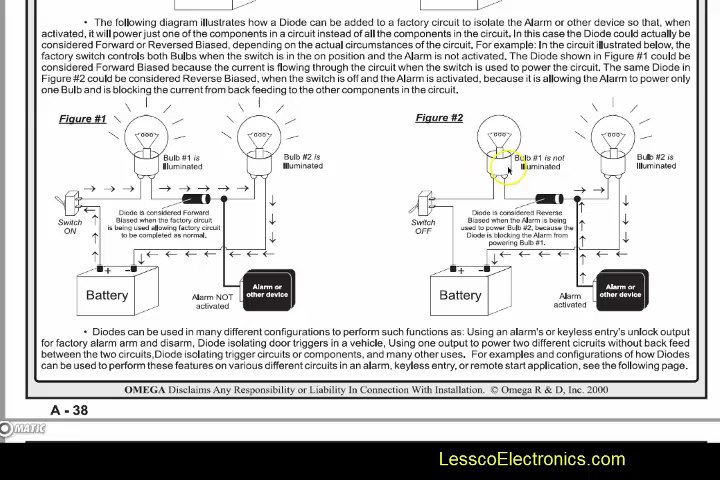 • The following diagram illustrates how a Diode can be added to a factory circuit to isolate the Alarm or other device so that, when
activated, it will power just one of the components in a circuit instead of all the components in the circuit. In this case the Diode could actually be
considered Forward or Reversed Biased, depending on the actual circumstances of the circuit. For example: In the circuit illustrated below, the
factory switch controls both Bulbs when the switch is in the on position and the Alarm is not activated. The Diode shown in Figure #1 could be
considered Forward Biased because the current is flowing through the circuit when the switch is used to power the circuit. The same Diode in
Figure #2 could be considered Reverse Biased, when the switch is off and the Alarm is activated, because it is allowing the Alarm to power only
one Bulb and is blocking the current from back feeding to the other components in the circuit.
Figure #1
Bulb #1 is
Illuminated
Bulb #2 is
Illuminated
Switch
ON
Diode is considered Forward
Biased when the factory circuit
is being used allowing factory circuit
to be completed as normal.
+ -
Battery
Alarm NOT
activated
Alarm or
other device
Figure #2
Bulb #1 is not
Illuminated
Bulb #2 is
Illuminated
Switch
OFF
Diode is considered Reverse
Biased when the Alarm is being
used to power Bulb #2, because the
Diode is blocking the Alarm from
powering Bulb #1.
+ -
Battery
Alarm
activated
Alarm or
other device
• Diodes can be used in many different configurations to perform such functions as: Using an alarm's or keyless entry's unlock output
for factory alarm arm and disarm, Diode isolating door triggers in a vehicle, Using one output to power two different cicruits without back feed
between the two circuits,Diode isolating trigger circuits or components, and many other uses. For examples and configurations of how Diodes
can be used to perform these features on various different circuits in an alarm, keyless entry, or remote start application, see the following page.
OMEGA Disclaims Any Responsibility or Liability In Connection With Installation. © Omega R & D, Inc. 2000
A - 38
MATIC
LesscoElectronics.com